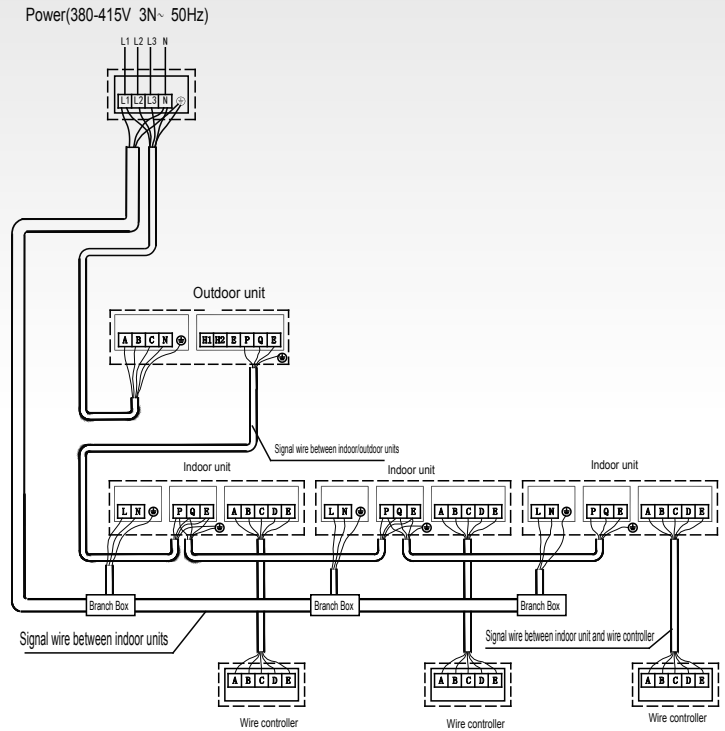 Power(380-415V 3N~ 50Hz)
L1 L2 L3 N
L1 L2 L3 N
Outdoor unit
A B C N
H1 H2 E P Q E
Signal wire between indoor/outdoor units
Indoor unit
Indoor unit
Indoor unit
L N
P Q E
A B C D E
L N
P Q E
A B C D E
L N
P Q E
A B C D E
Branch Box
Branch Box
Branch Box
Signal wire between indoor units
Signal wire between indoor unit and wire controller
A B C D E
A B C D E
A B C D E
Wire controller
Wire controller
Wire controller